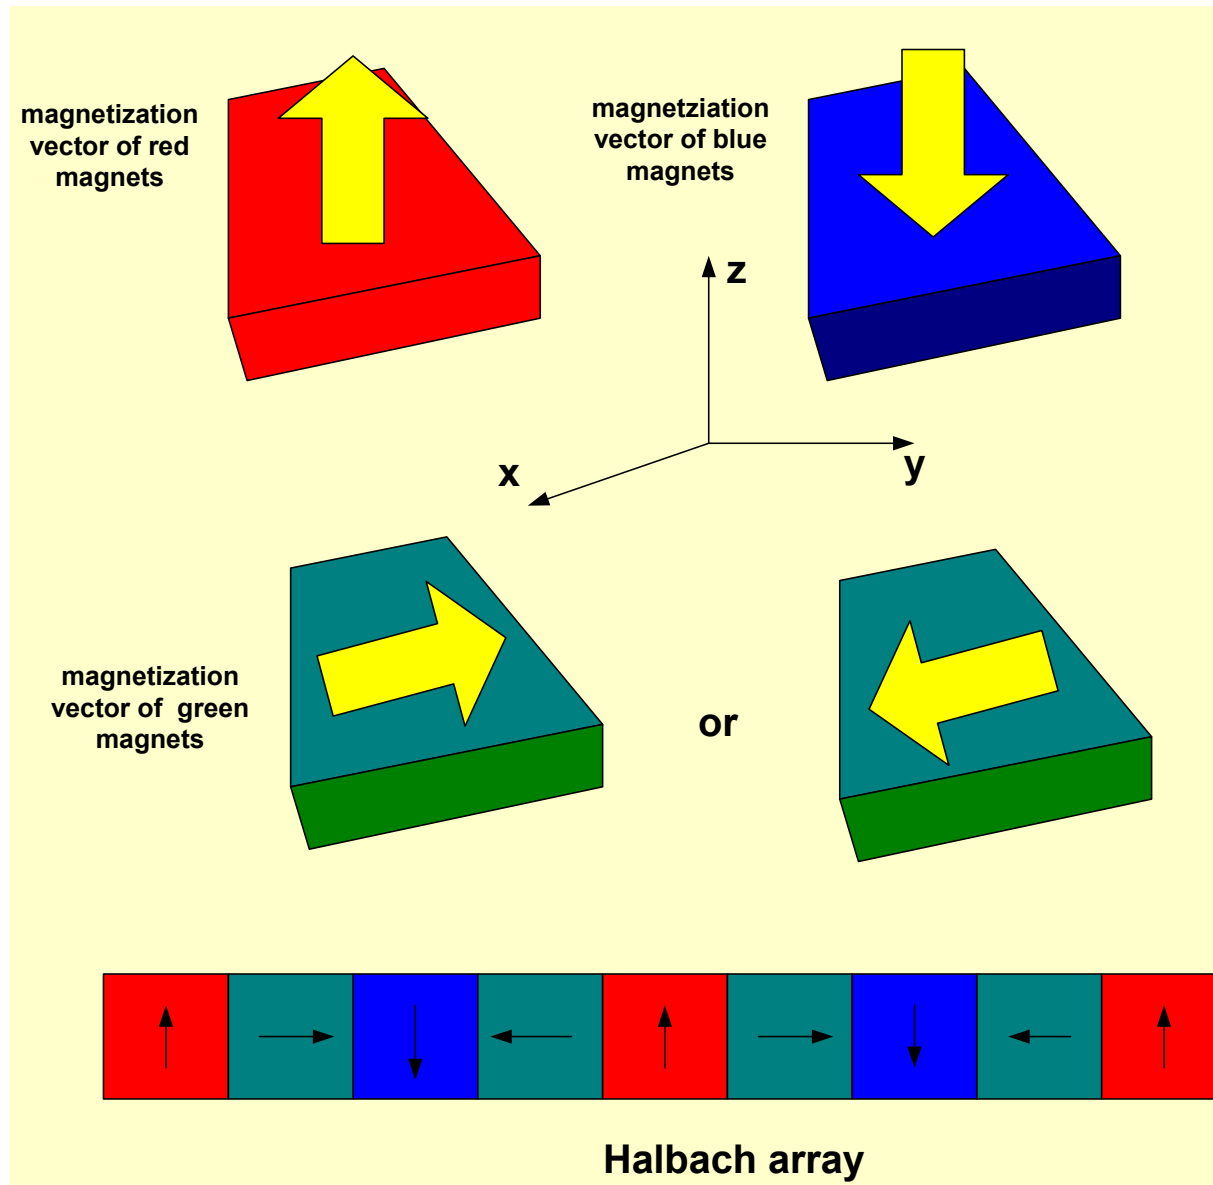 magnetization
vector of red
magnets
magnetziation
vector of blue
magnets
z
x
y
magnetization
vector of  green
magnets
or
Halbach array